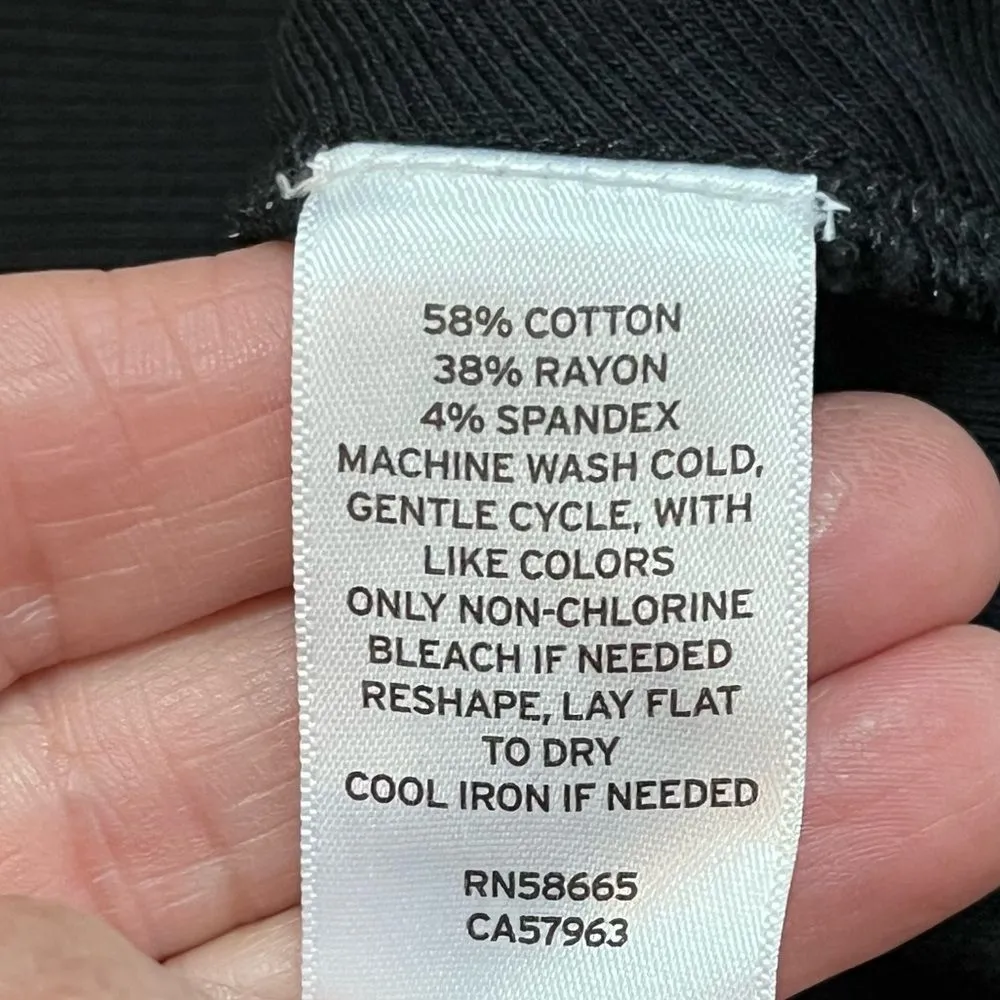 58% COTTON
38% RAYON
4% SPANDEX
MACHINE WASH COLD,
GENTLE CYCLE, WITH
LIKE COLORS
ONLY NON-CHLORINE
BLEACH IF NEEDED
RESHAPE, LAY FLAT
TO DRY
COOL IRON IF NEEDED
RN58665
CA57963